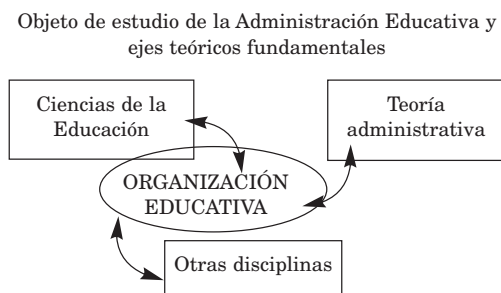 Objeto de estudio de la Administración Educativa y
ejes teóricos fundamentales
Ciencias de la
Educación
Teoría
administrativa
ORGANIZACIÓN
EDUCATIVA
Otras disciplinas